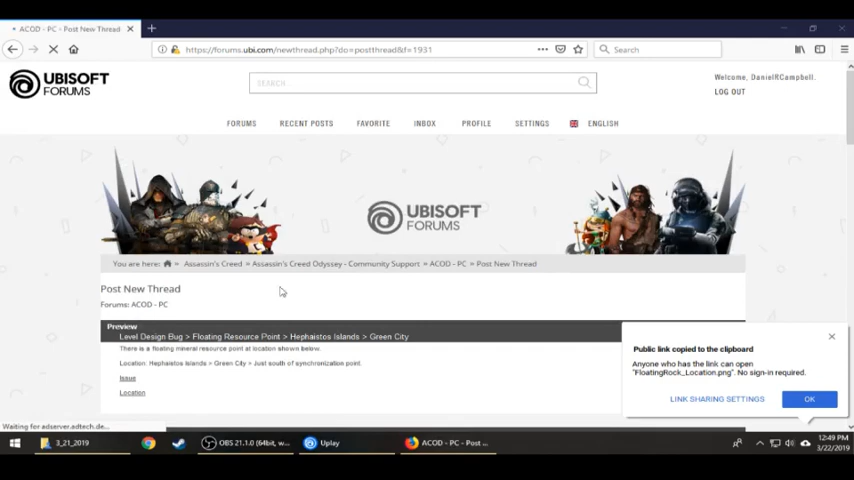 ACOD - PC - Post New Thread
https://forums.ubi.com/newthread.php?do=postthread&f=1931
Search
UBISOFT
FORUMS
SEARCH ...
Welcome, DanielRCampbell.
LOG OUT
FORUMS RECENT POSTS FAVORITE INBOX PROFILE SETTINGS ENGLISH
UBISOFT
FORUMS
You are here: » Assassin's Creed » Assassin's Creed Odyssey - Community Support » ACOD - PC » Post New Thread
Post New Thread
Forums: ACOD - PC
Preview
Level Design Bug > Floating Resource Point > Hephaistos Islands > Green City
There is a floating mineral resource point at location shown below.
Location: Hephaistos Islands > Green City > Just south of synchronization point.
Issue
Location
Public link copied to the clipboard
Anyone who has the link can open
"FloatingRock_Location.png". No sign-in required.
LINK SHARING SETTINGS OK
Waiting for adserver.adtech.de...
3_21_2019 OBS 21.1.0 (64bit, w... Uplay ACOD - PC - Post ... 12:49 PM
3/22/2019